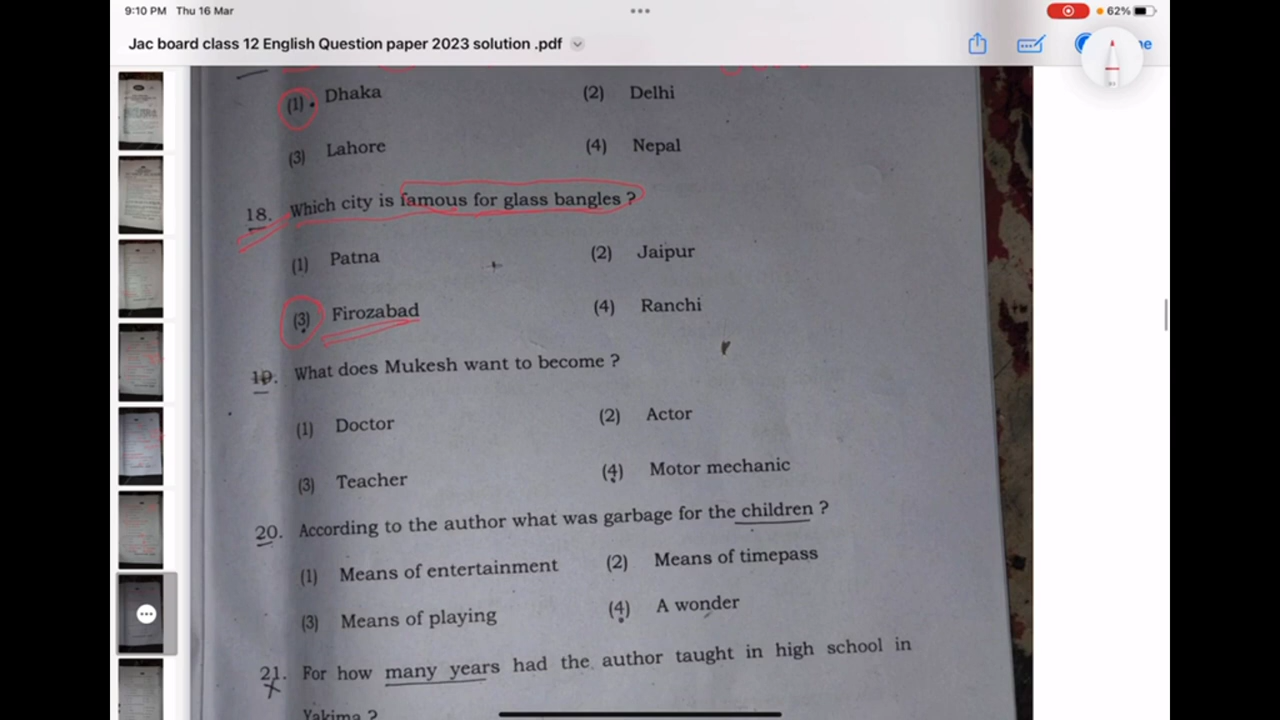 9:10 PM Thu 16 Mar
62%
Jac board class 12 English Question paper 2023 solution .pdf
(1) Dhaka (2) Delhi
(3) Lahore (4) Nepal
18. Which city is famous for glass bangles ?
(1) Patna (2) Jaipur
(3) Firozabad (4) Ranchi
19. What does Mukesh want to become ?
(1) Doctor (2) Actor
(3) Teacher (4) Motor mechanic
20. According to the author what was garbage for the children ?
(1) Means of entertainment (2) Means of timepass
(3) Means of playing (4) A wonder
21. For how many years had the author taught in high school in
Yakima ?